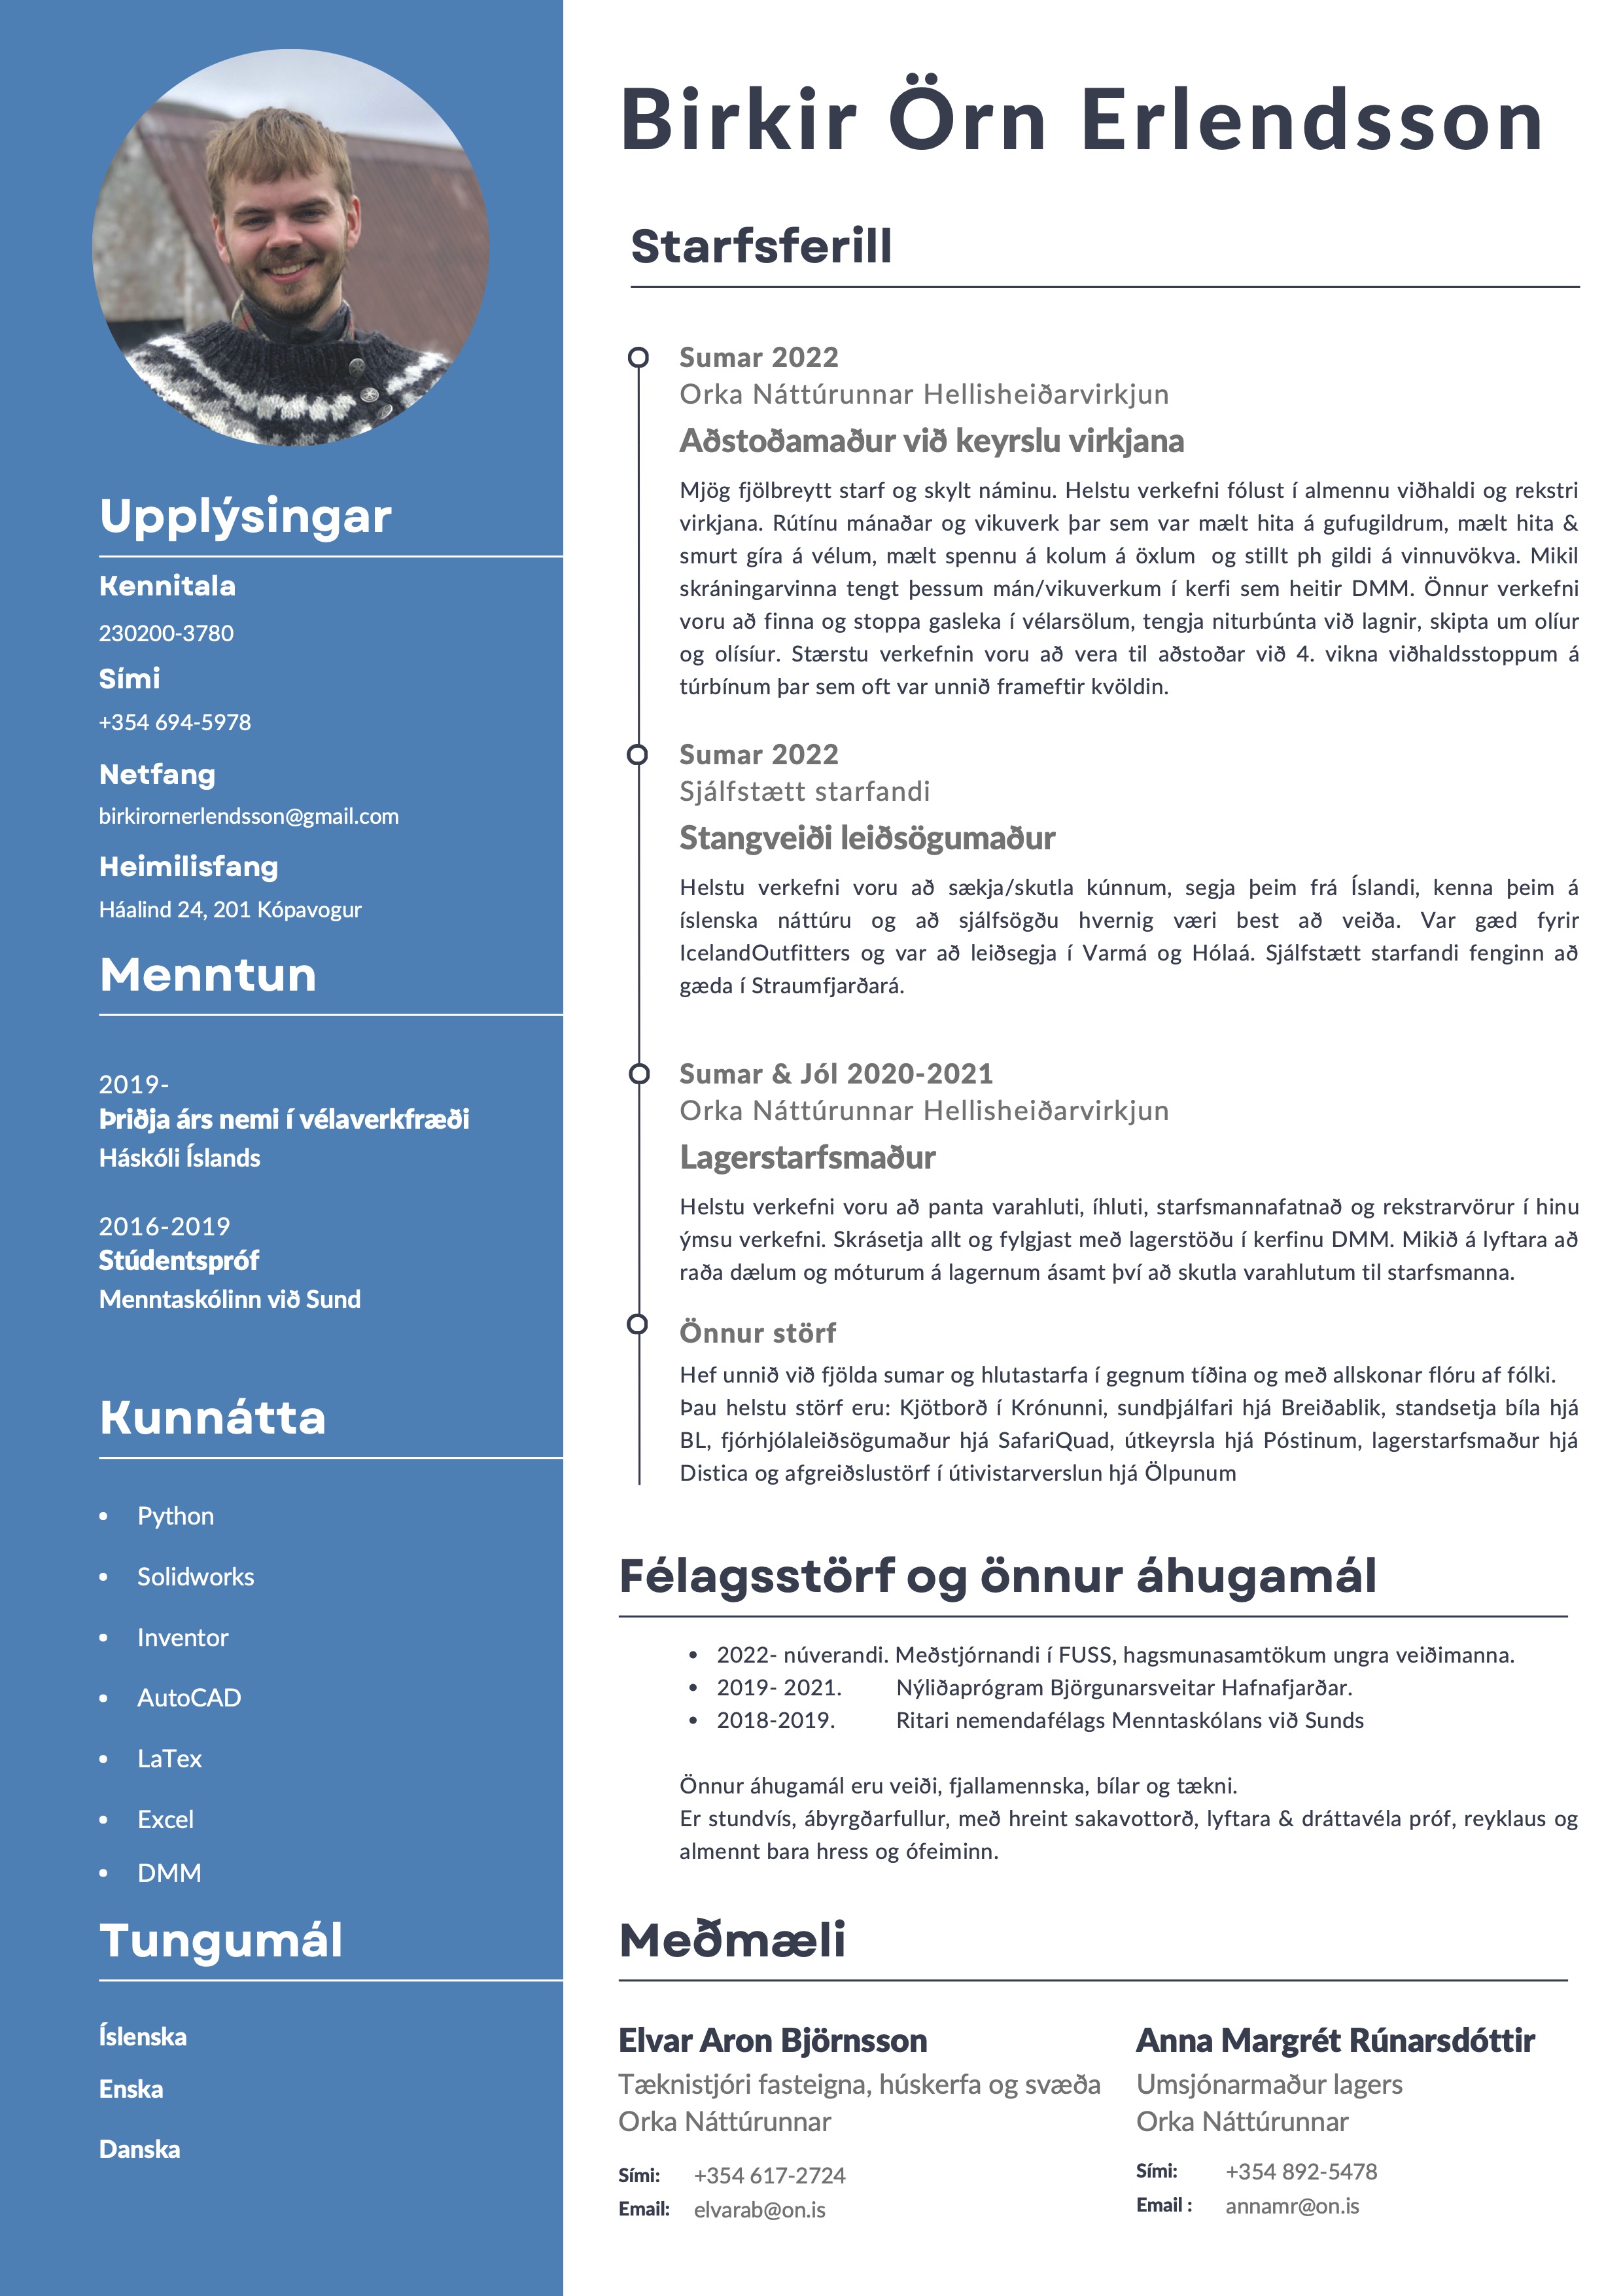 Birkir Örn Erlendsson
Upplýsingar
Kennitala
230200-3780
Sími
+354 694-5978
Netfang
birkirornerlendsson@gmail.com
Heimilisfang
Háalind 24, 201 Kópavogur
Menntun
2019-
Þriðja árs nemi í vélaverkfræði
Háskóli Íslands
2016-2019
Stúdentspróf
Menntaskólinn við Sund
Kunnátta
• Python
• Solidworks
• Inventor
• AutoCAD
• LaTex
• Excel
• DMM
Tungumál
Íslenska
Enska
Danska
Starfsferill
Sumar 2022
Orka Náttúrunnar Hellisheiðarvirkjun
Aðstoðamaður við keyrslu virkjana
Mjög fjölbreytt starf og skylt náminu. Helstu verkefni fólust í almennu viðhaldi og rekstri
virkjana. Rútínu mánaðar og vikuverk þar sem var mælt hita á gufugildrum, mælt hita &
smurt gíra á vélum, mælt spennu á kolum á öxlum og stillt ph gildi á vinnuvökva. Mikil
skráningarvinna tengt þessum mán/vikuverkum í kerfi sem heitir DMM. Önnur verkefni
voru að finna og stoppa gasleka í vélarsölum, tengja niturbúnta við lagnir, skipta um olíur
og olísíur. Stærstu verkefnin voru að vera til aðstoðar við 4. vikna viðhaldsstoppum á
túrbínum þar sem oft var unnið frameftir kvöldin.
Sumar 2022
Sjálfstætt starfandi
Stangveiði leiðsögumaður
Helstu verkefni voru að sækja/skutla kúnnum, segja þeim frá Íslandi, kenna þeim á
íslenska náttúru og að sjálfsögðu hvernig væri best að veiða. Var gæd fyrir
IcelandOutfitters og var að leiðsegja í Varmá og Hólaá. Sjálfstætt starfandi fenginn að
gæda í Straumfjarðará.
Sumar & Jól 2020-2021
Orka Náttúrunnar Hellisheiðarvirkjun
Lagerstarfsmaður
Helstu verkefni voru að panta varahluti, íhluti, starfsmannafatnað og rekstrarvörur í hinu
ýmsu verkefni. Skrásetja allt og fylgjast með lagerstöðu í kerfinu DMM. Mikið á lyftara að
raða dælum og móturum á lagernum ásamt því að skutla varahlutum til starfsmanna.
Önnur störf
Hef unnið við fjölda sumar og hlutastarfa í gegnum tíðina og með allskonar flóru af fólki.
Þau helstu störf eru: Kjötborð í Krónunni, sundþjálfari hjá Breiðablik, standsetja bíla hjá
BL, fjórhjólaleiðsögumaður hjá SafariQuad, útkeyrsla hjá Póstinum, lagerstarfsmaður hjá
Distica og afgreiðslustörf í útivistarverslun hjá Ölpunum
Félagsstörf og önnur áhugamál
• 2022- núverandi. Meðstjórnandi í FUSS, hagsmunasamtökum ungra veiðimanna.
• 2019- 2021. Nýliðaprógram Björgunarsveitar Hafnafjarðar.
• 2018-2019. Ritari nemendafélags Menntaskólans við Sunds
Önnur áhugamál eru veiði, fjallamennska, bílar og tækni.
Er stundvís, ábyrgðarfullur, með hreint sakavottorð, lyftara & dráttavéla próf, reyklaus og
almennt bara hress og ófeiminn.
Meðmæli
Elvar Aron Björnsson
Tæknistjóri fasteigna, húskerfa og svæða
Orka Náttúrunnar
Sími: +354 617-2724
Email: elvarab@on.is
Anna Margrét Rúnarsdóttir
Umsjónarmaður lagers
Orka Náttúrunnar
Sími: +354 892-5478
Email : annamr@on.is